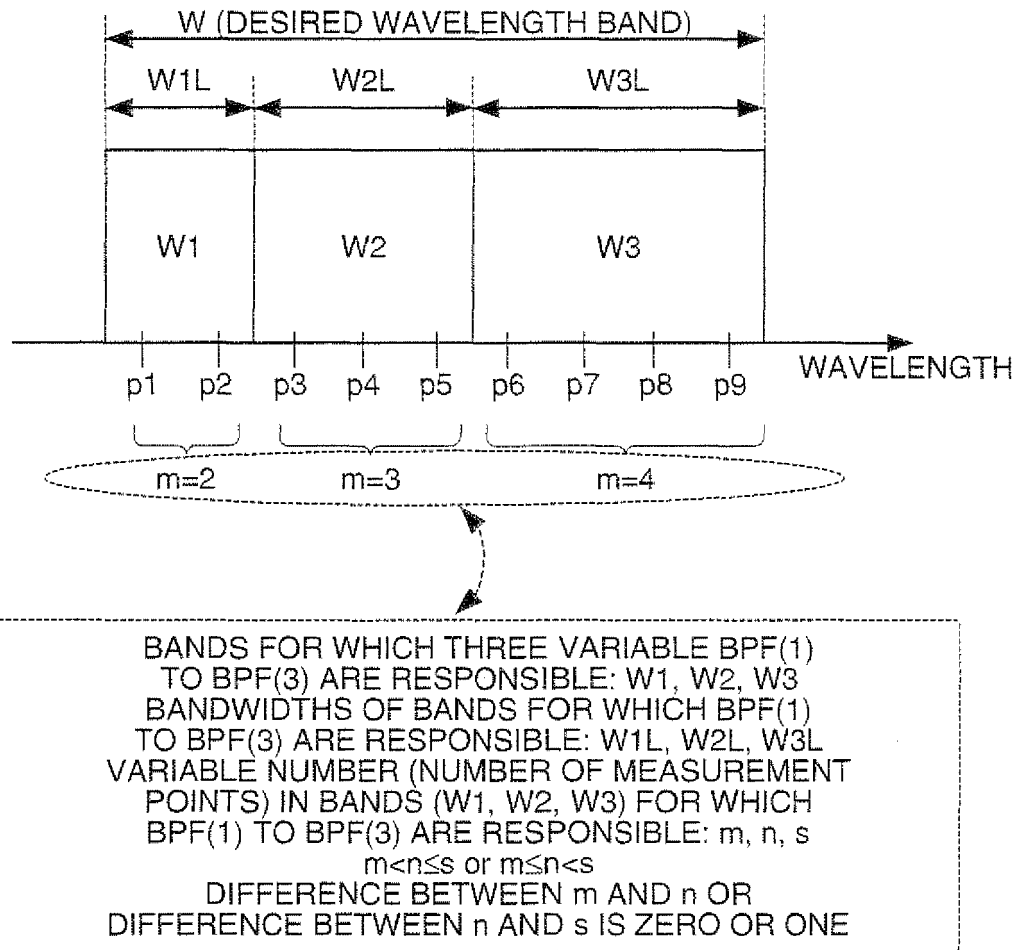 W (DESIRED WAVELENGTH BAND)
W1L W2L W3L
W1 W2 W3
p1 p2 p3 p4 p5 p6 p7 p8 p9
WAVELENGTH
m=2 m=3 m=4
BANDS FOR WHICH THREE VARIABLE BPF(1)
TO BPF(3) ARE RESPONSIBLE: W1, W2, W3
BANDWIDTHS OF BANDS FOR WHICH BPF(1)
TO BPF(3) ARE RESPONSIBLE: W1L, W2L, W3L
VARIABLE NUMBER (NUMBER OF MEASUREMENT
POINTS) IN BANDS (W1, W2, W3) FOR WHICH
BPF(1) TO BPF(3) ARE RESPONSIBLE: m, n, s
m<n≤s or m≤n<s
DIFFERENCE BETWEEN m AND n OR
DIFFERENCE BETWEEN n AND s IS ZERO OR ONE